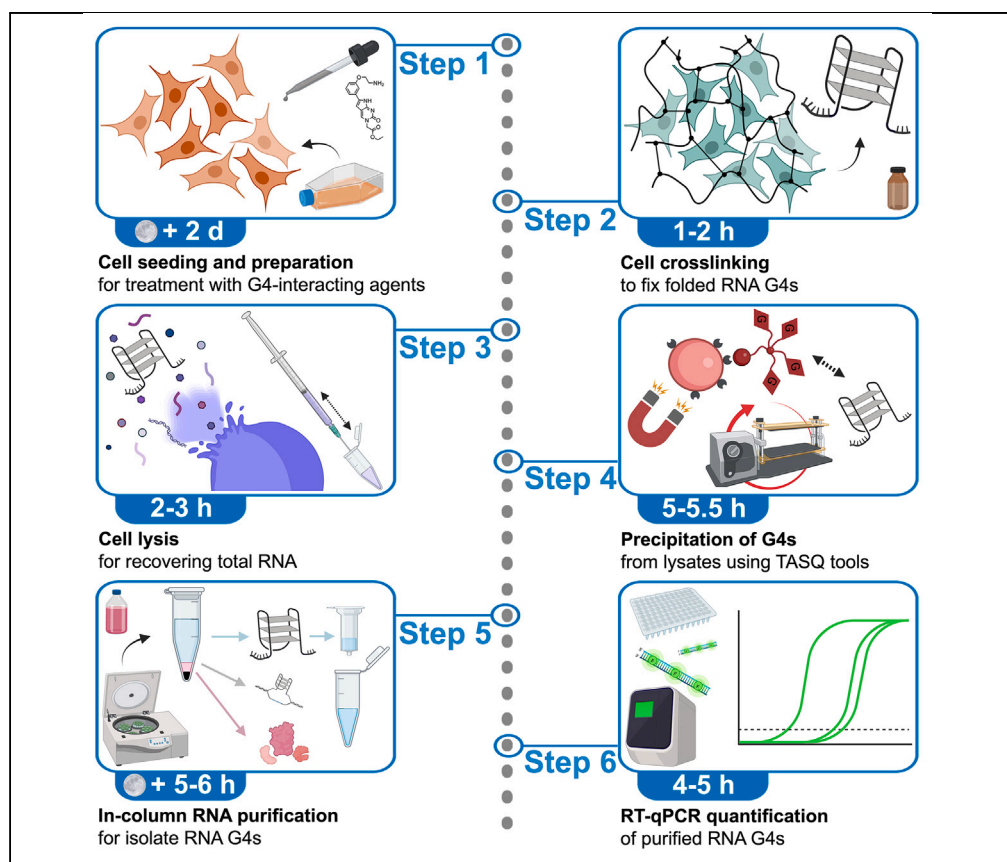 Step 1
O
NH₂
NH
N
N
O
O
O
+ 2 d
Cell seeding and preparation
for treatment with G4-interacting agents
Step 2
1-2 h
Cell crosslinking
to fix folded RNA G4s
Step 3
2-3 h
Cell lysis
for recovering total RNA
G
G
G
G
Step 4
5-5.5 h
Precipitation of G4s
from lysates using TASQ tools
Step 5
+ 5-6 h
In-column RNA purification
for isolate RNA G4s
Step 6
4-5 h
RT-qPCR quantification
of purified RNA G4s